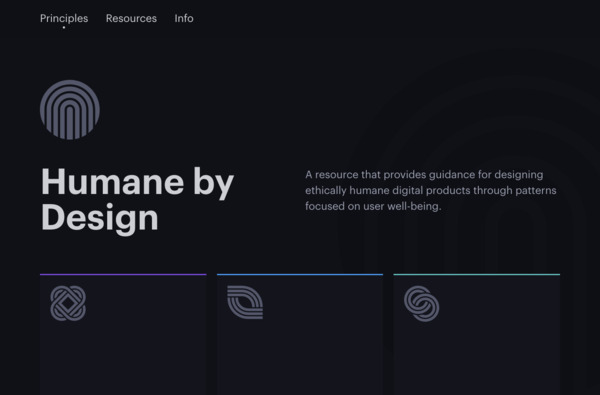 Principles Resources Info
Humane by
Design
A resource that provides guidance for designing
ethically humane digital products through patterns
focused on user well-being.